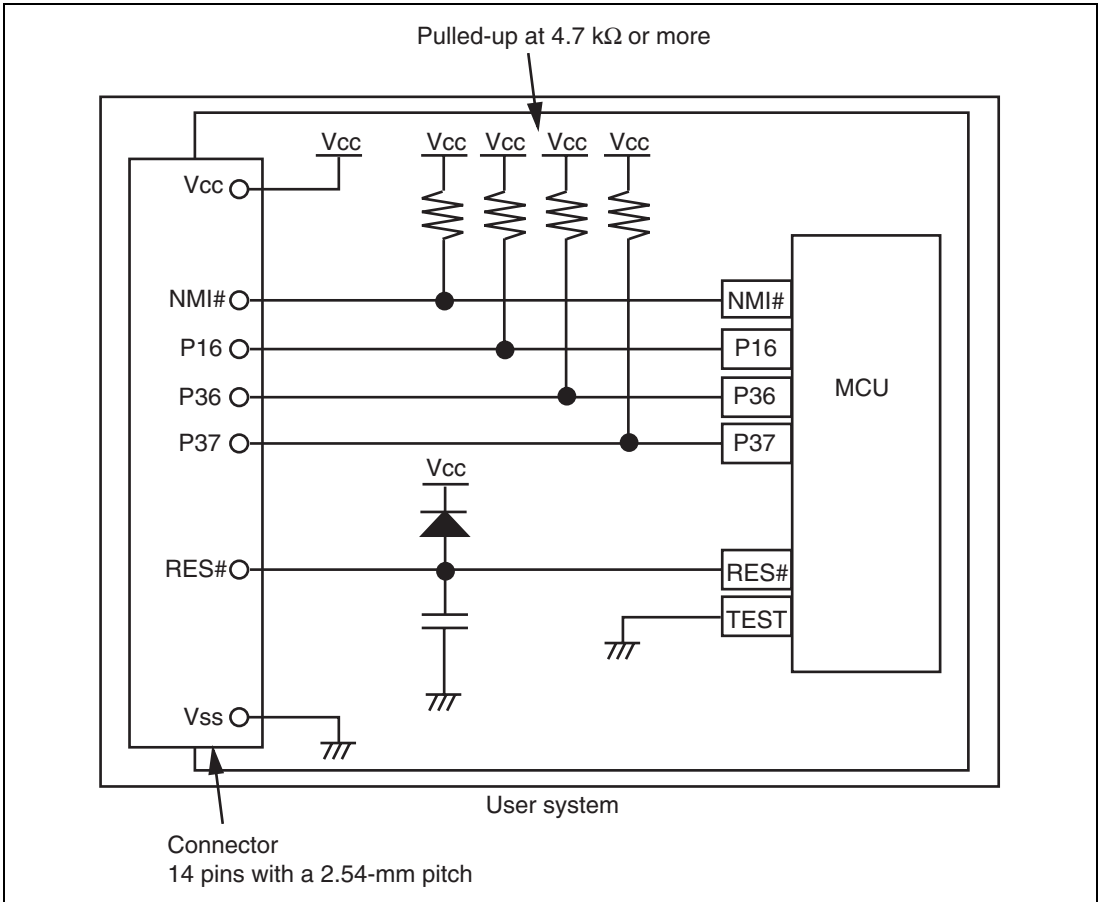 Pulled-up at 4.7 kΩ or more
Vcc
Vcc
Vcc
Vcc
Vcc
Vcc
NMI#
NMI#
P16
P16
P36
P36
MCU
P37
P37
Vcc
RES#
RES#
TEST
Vss
User system
Connector
14 pins with a 2.54-mm pitch